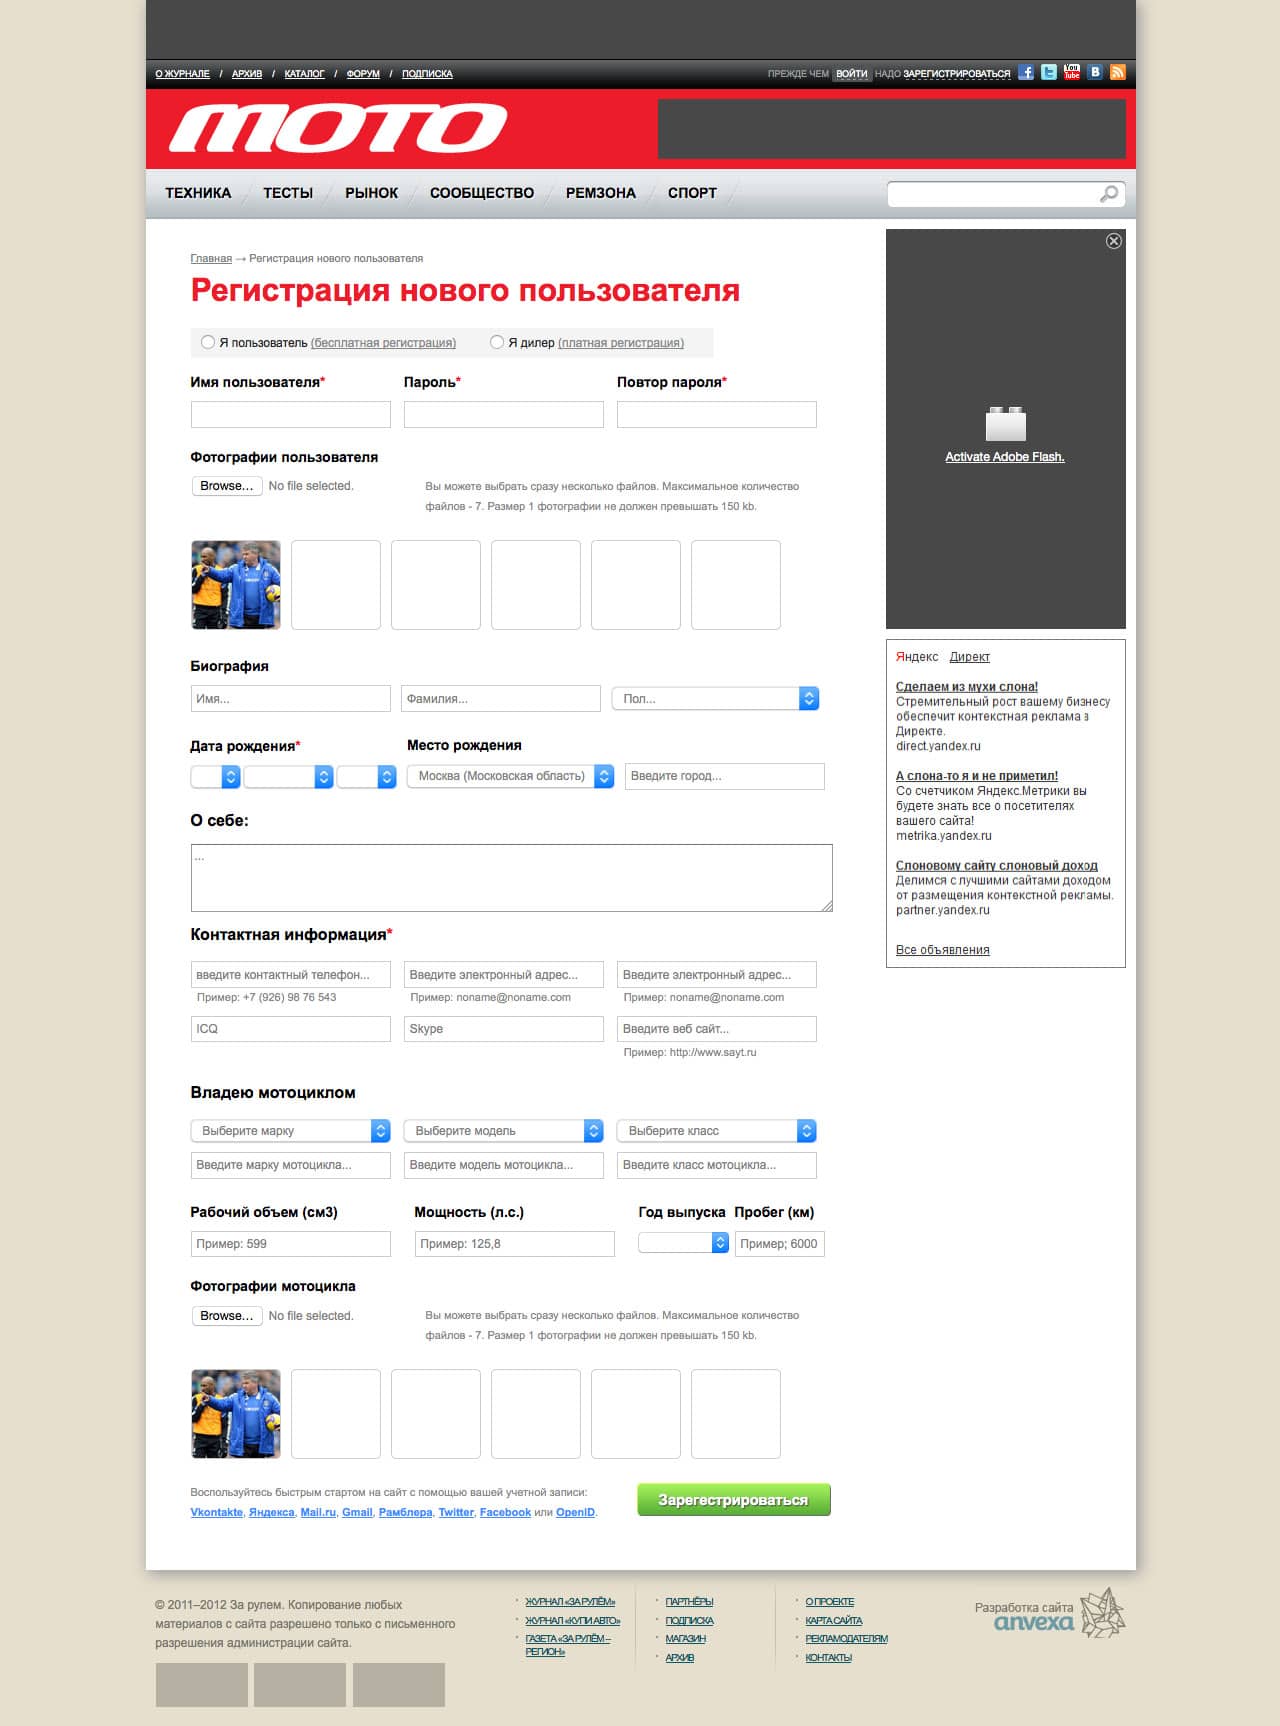 О ЖУРНАЛЕ / АРХИВ / КАТАЛОГ / ФОРУМ / ПОДПИСКА
ПРЕЖДЕ ЧЕМ ВОЙТИ НАДО ЗАРЕГИСТРИРОВАТЬСЯ
You Tube
МОТО
ТЕХНИКА ТЕСТЫ РЫНОК СООБЩЕСТВО РЕМЗОНА СПОРТ
Главная → Регистрация нового пользователя
Регистрация нового пользователя
Я пользователь (бесплатная регистрация) Я дилер (платная регистрация)
Имя пользователя* Пароль* Повтор пароля*
Фотографии пользователя
Browse... No file selected.
Вы можете выбрать сразу несколько файлов. Максимальное количество
файлов - 7. Размер 1 фотографии не должен превышать 150 kb.
Биография
Имя... Фамилия... Пол...
Дата рождения* Место рождения
Москва (Московская область) Введите город...
О себе:
...
Контактная информация*
введите контактный телефон... Введите электронный адрес... Введите электронный адрес...
Пример: +7 (926) 98 76 543 Пример: noname@noname.com Пример: noname@noname.com
ICQ Skype Введите веб сайт...
Пример: http://www.sayt.ru
Владею мотоциклом
Выберите марку Выберите модель Выберите класс
Введите марку мотоцикла... Введите модель мотоцикла... Введите класс мотоцикла...
Рабочий объем (см3) Мощность (л.с.) Год выпуска Пробег (км)
Пример: 599 Пример: 125,8 Пример; 6000
Фотографии мотоцикла
Browse... No file selected.
Вы можете выбрать сразу несколько файлов. Максимальное количество
файлов - 7. Размер 1 фотографии не должен превышать 150 kb.
Воспользуйтесь быстрым стартом на сайт с помощью вашей учетной записи:
Vkontakte, Яндекса, Mail.ru, Gmail, Рамблера, Twitter, Facebook или OpenID.
Зарегестрироваться
Activate Adobe Flash.
Яндекс Директ
Сделаем из мухи слона!
Стремительный рост вашему бизнесу
обеспечит контекстная реклама в
Директе.
direct.yandex.ru
А слона-то я и не приметил!
Со счетчиком Яндекс.Метрики вы
будете знать все о посетителях
вашего сайта!
metrika.yandex.ru
Слоновому сайту слоновый доход
Делимся с лучшими сайтами доходом
от размещения контекстной рекламы.
partner.yandex.ru
Все объявления
© 2011–2012 За рулем. Копирование любых
материалов с сайта разрешено только с письменного
разрешения администрации сайта.
ЖУРНАЛ «ЗА РУЛЁМ»
ЖУРНАЛ «КУПИ АВТО»
ГАЗЕТА «ЗА РУЛЁМ –
РЕГИОН»
ПАРТНЁРЫ
ПОДПИСКА
МАГАЗИН
АРХИВ
О ПРОЕКТЕ
КАРТА САЙТА
РЕКЛАМОДАТЕЛЯМ
КОНТАКТЫ
Разработка сайта
anvexa